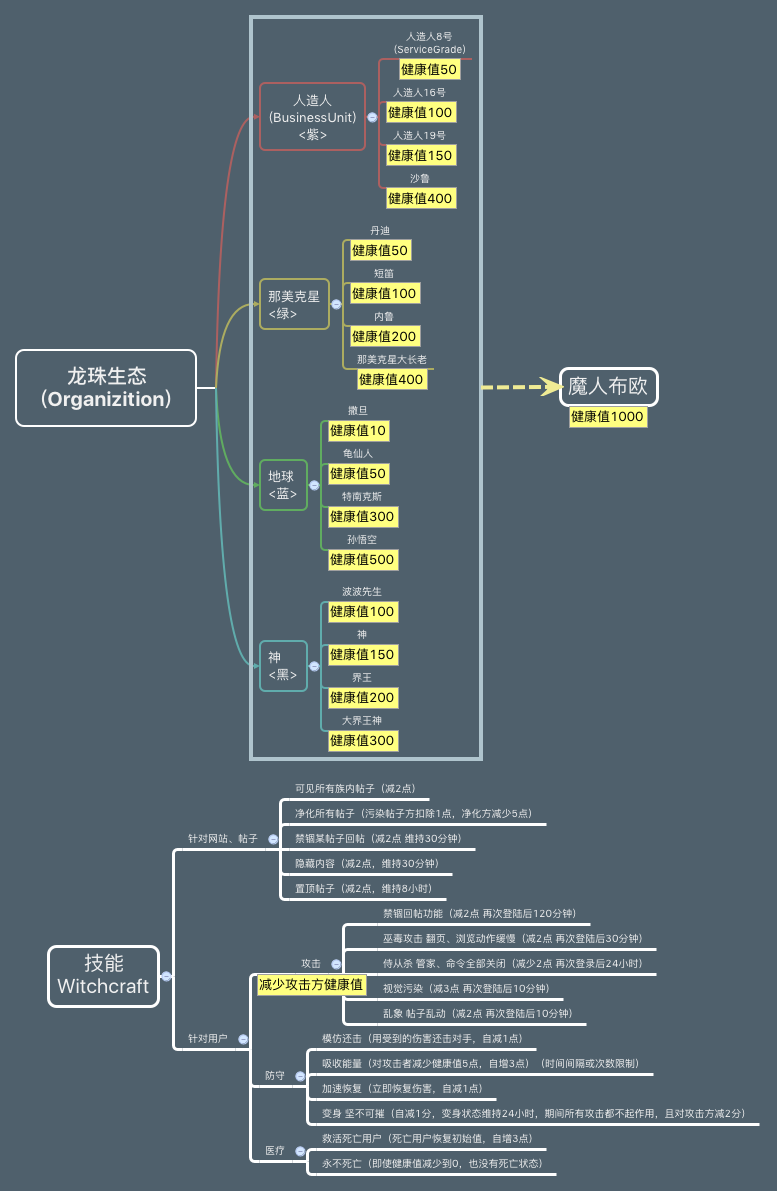 人造人8号
(ServiceGrade)
健康值50
人造人16号
健康值100
人造人19号
健康值150
沙鲁
健康值400
人造人
(BusinessUnit)
<紫>
丹迪
健康值50
短笛
健康值100
内鲁
健康值200
那美克星大长老
健康值400
那美克星
<绿>
龙珠生态
（Organizition）
魔人布欧
健康值1000
撒旦
健康值10
龟仙人
健康值50
特南克斯
健康值300
孙悟空
健康值500
地球
<蓝>
波波先生
健康值100
神
健康值150
界王
健康值200
大界王神
健康值300
神
<黑>
可见所有族内帖子（减2点）
净化所有帖子（污染帖子方扣除1点，净化方减少5点）
针对网站、帖子
禁锢某帖子回帖（减2点 维持30分钟）
隐藏内容（减2点，维持30分钟）
置顶帖子（减2点，维持8小时）
禁锢回帖功能（减2点 再次登陆后120分钟）
巫毒攻击 翻页、浏览动作缓慢（减2点 再次登陆后30分钟）
攻击
侍从杀 管家、命令全部关闭（减少2点 再次登录后24小时）
减少攻击方健康值
视觉污染（减3点 再次登陆后10分钟）
乱象 帖子乱动（减2点 再次登陆后10分钟）
技能
Witchcraft
针对用户
模仿还击（用受到的伤害还击对手，自减1点）
吸收能量（对攻击者减少健康值5点，自增3点）（时间间隔或次数限制）
防守
加速恢复（立即恢复伤害，自减1点）
变身 坚不可摧（自减1分，变身状态维持24小时，期间所有攻击都不起作用，且对攻击方减2分）
救活死亡用户（死亡用户恢复初始值，自增3点）
医疗
永不死亡（即使健康值减少到0，也没有死亡状态）